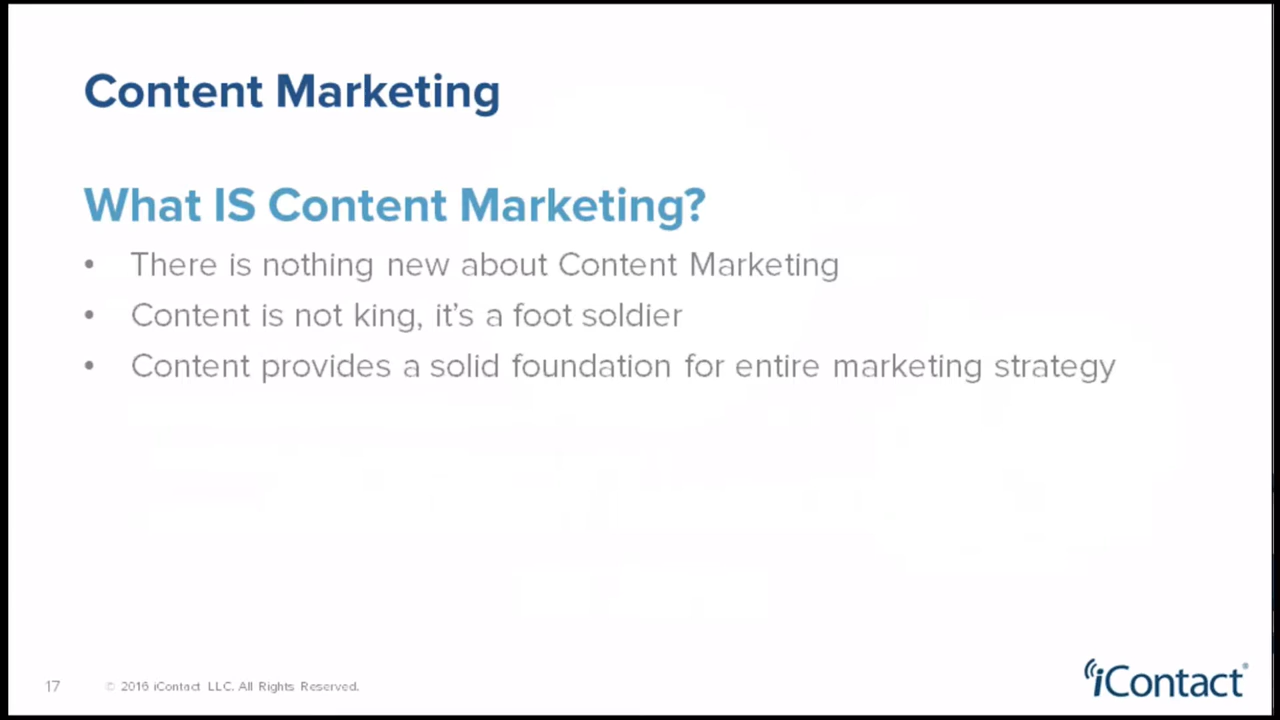 Content Marketing
What IS Content Marketing?
• There is nothing new about Content Marketing
• Content is not king, it's a foot soldier
• Content provides a solid foundation for entire marketing strategy
17 © 2016 iContact LLC. All Rights Reserved.
iContact®